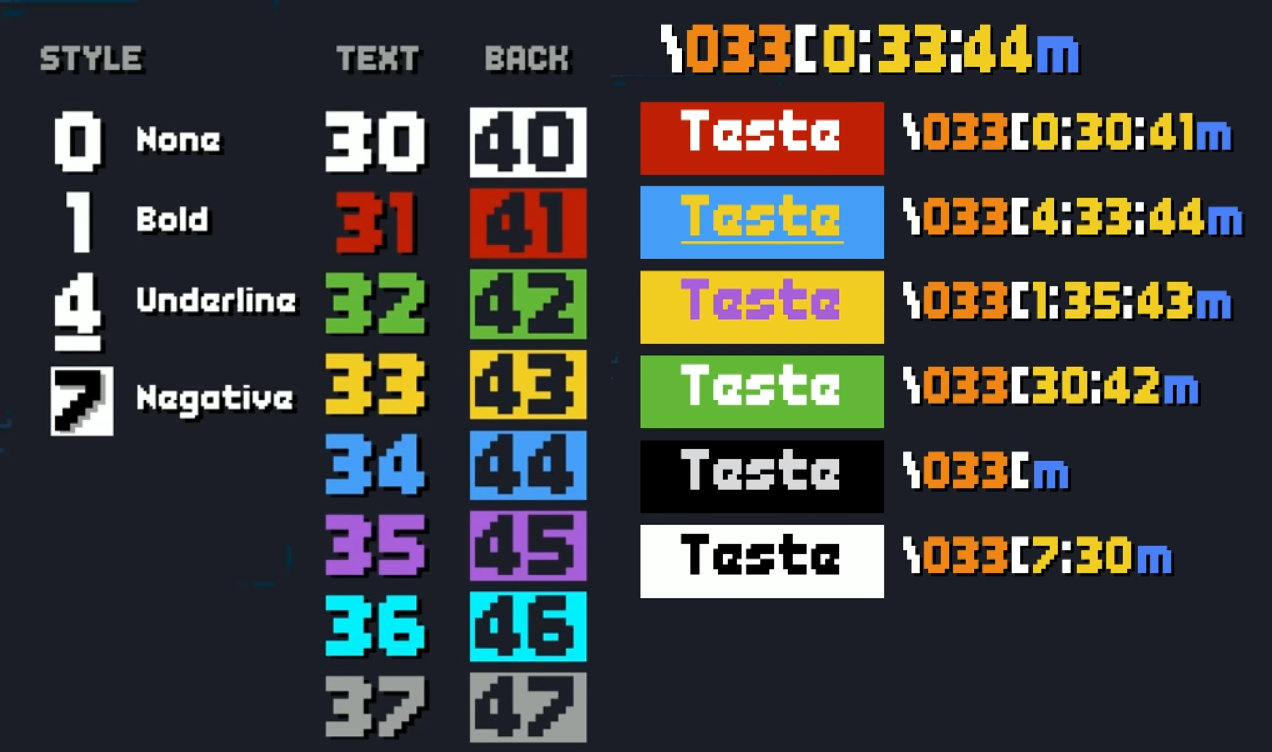 STYLE TEXT BACK
0 None 30 40
1 Bold 31 41
4 Underline 32 42
7 Negative 33 43
34 44
35 45
36 46
37 47
\033[0:33:44m
Teste \033[0:30:41m
Teste \033[4:33:44m
Teste \033[1:35:43m
Teste \033[30:42m
Teste \033[m
Teste \033[7:30m